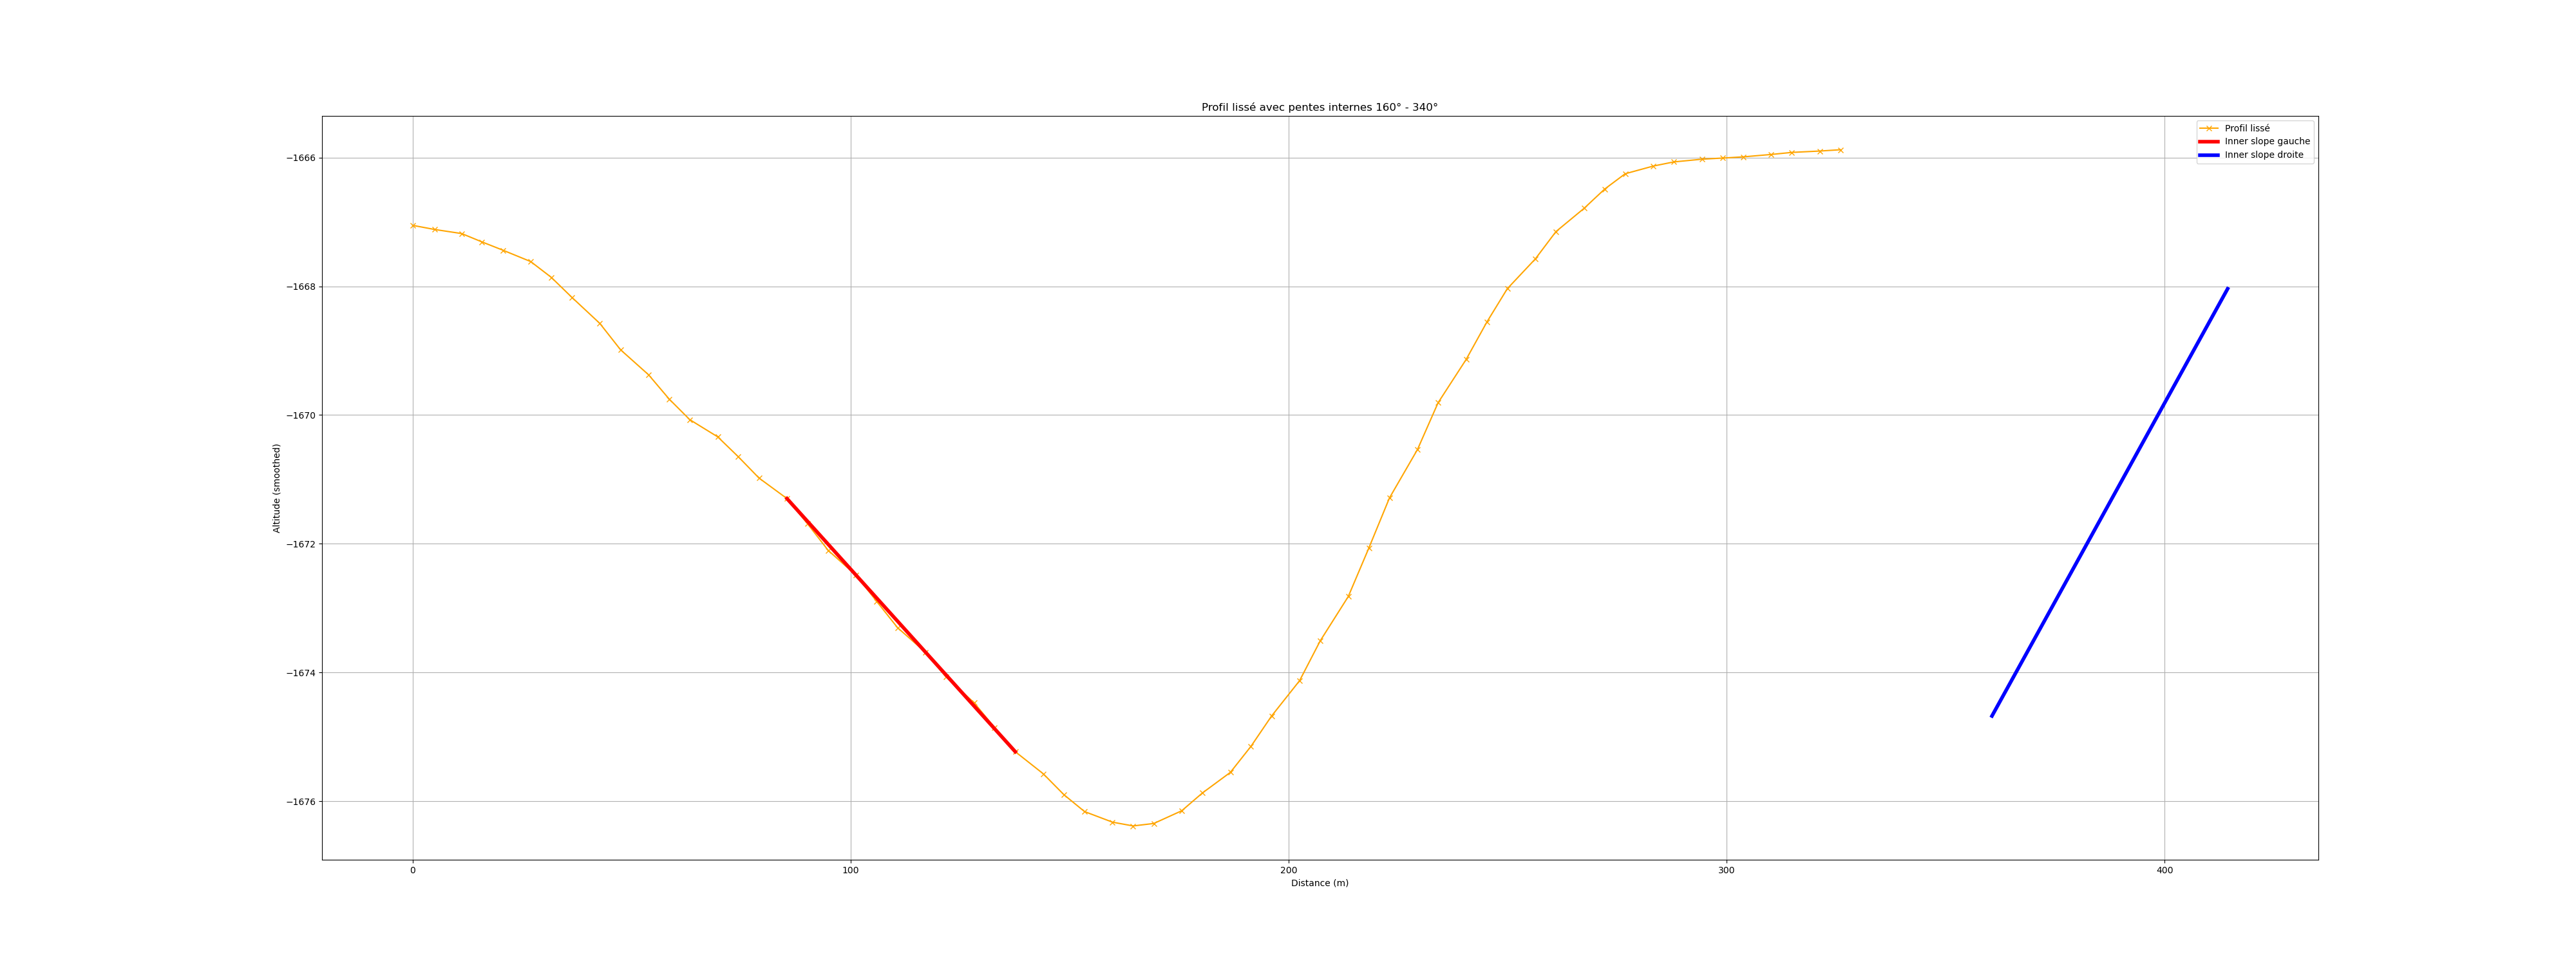 Profil lissé avec pentes internes 160° - 340°
Profil lissé
Inner slope gauche
Inner slope droite
Altitude (smoothed)
−1666
−1668
−1670
−1672
−1674
−1676
0
100
200
300
400
Distance (m)